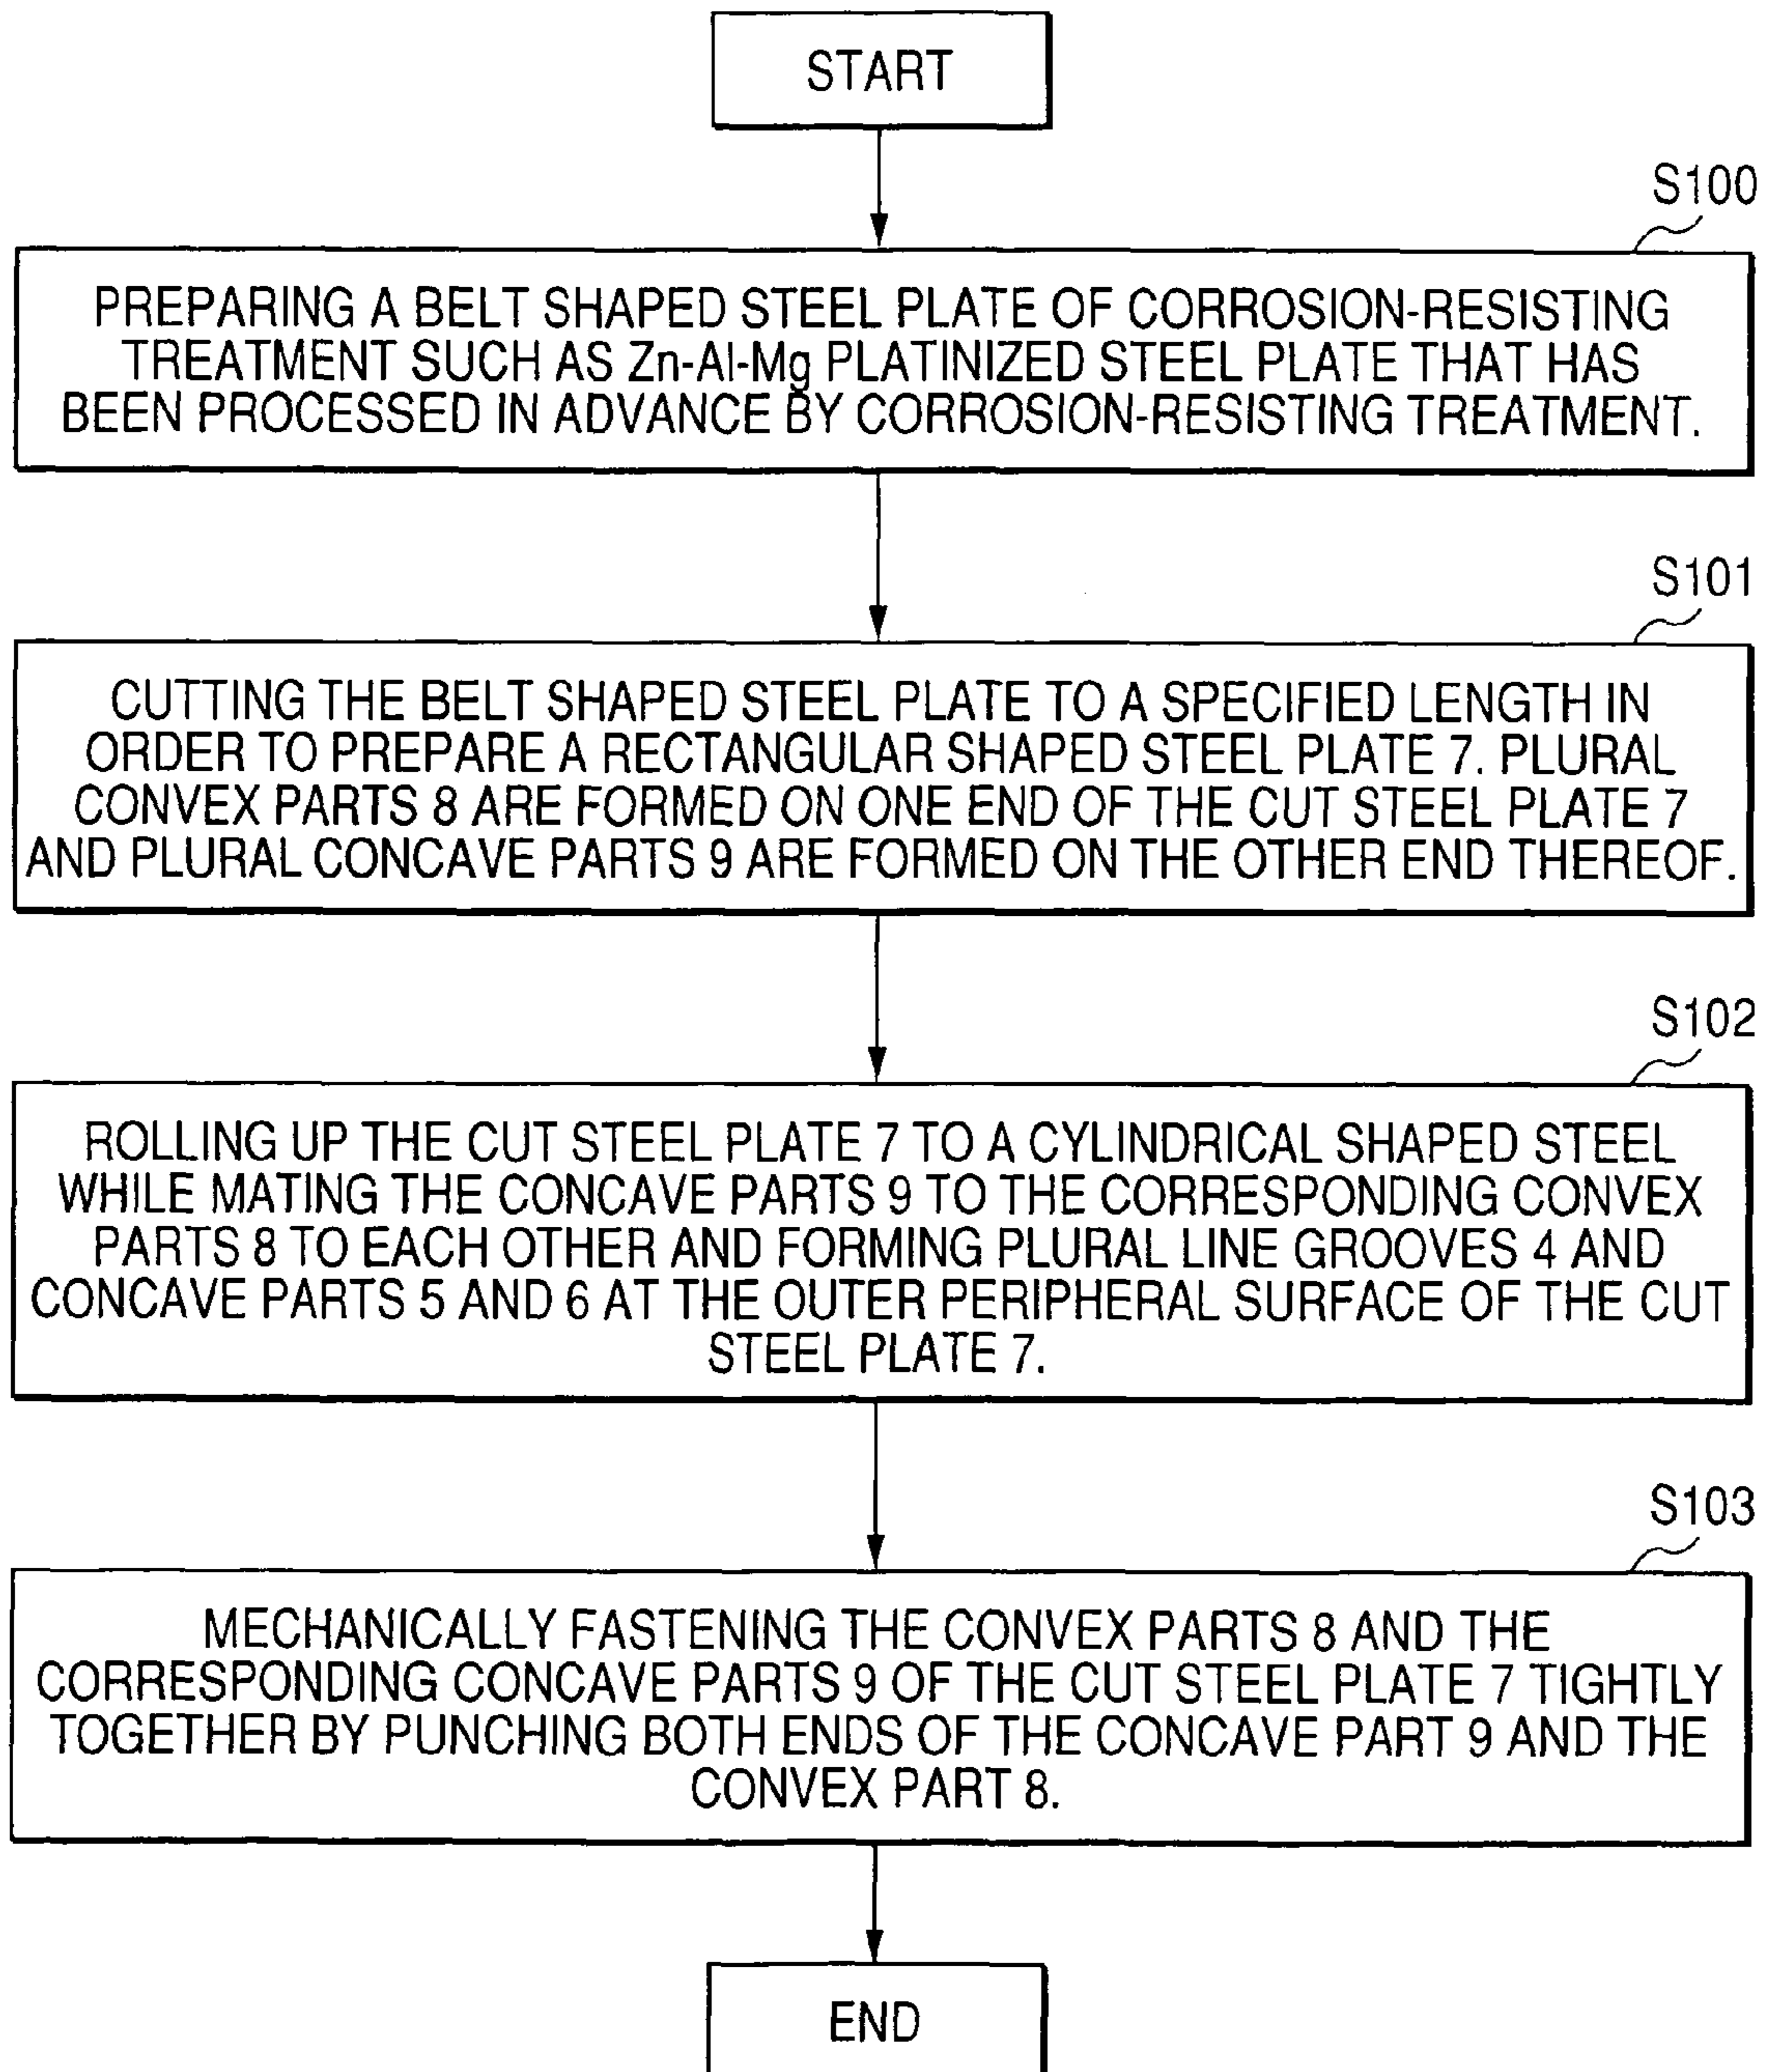 START
S100
PREPARING A BELT SHAPED STEEL PLATE OF CORROSION-RESISTING
TREATMENT SUCH AS Zn-Al-Mg PLATINIZED STEEL PLATE THAT HAS
BEEN PROCESSED IN ADVANCE BY CORROSION-RESISTING TREATMENT.
S101
CUTTING THE BELT SHAPED STEEL PLATE TO A SPECIFIED LENGTH IN
ORDER TO PREPARE A RECTANGULAR SHAPED STEEL PLATE 7. PLURAL
CONVEX PARTS 8 ARE FORMED ON ONE END OF THE CUT STEEL PLATE 7
AND PLURAL CONCAVE PARTS 9 ARE FORMED ON THE OTHER END THEREOF.
S102
ROLLING UP THE CUT STEEL PLATE 7 TO A CYLINDRICAL SHAPED STEEL
WHILE MATING THE CONCAVE PARTS 9 TO THE CORRESPONDING CONVEX
PARTS 8 TO EACH OTHER AND FORMING PLURAL LINE GROOVES 4 AND
CONCAVE PARTS 5 AND 6 AT THE OUTER PERIPHERAL SURFACE OF THE CUT
STEEL PLATE 7.
S103
MECHANICALLY FASTENING THE CONVEX PARTS 8 AND THE
CORRESPONDING CONCAVE PARTS 9 OF THE CUT STEEL PLATE 7 TIGHTLY
TOGETHER BY PUNCHING BOTH ENDS OF THE CONCAVE PART 9 AND THE
CONVEX PART 8.
END